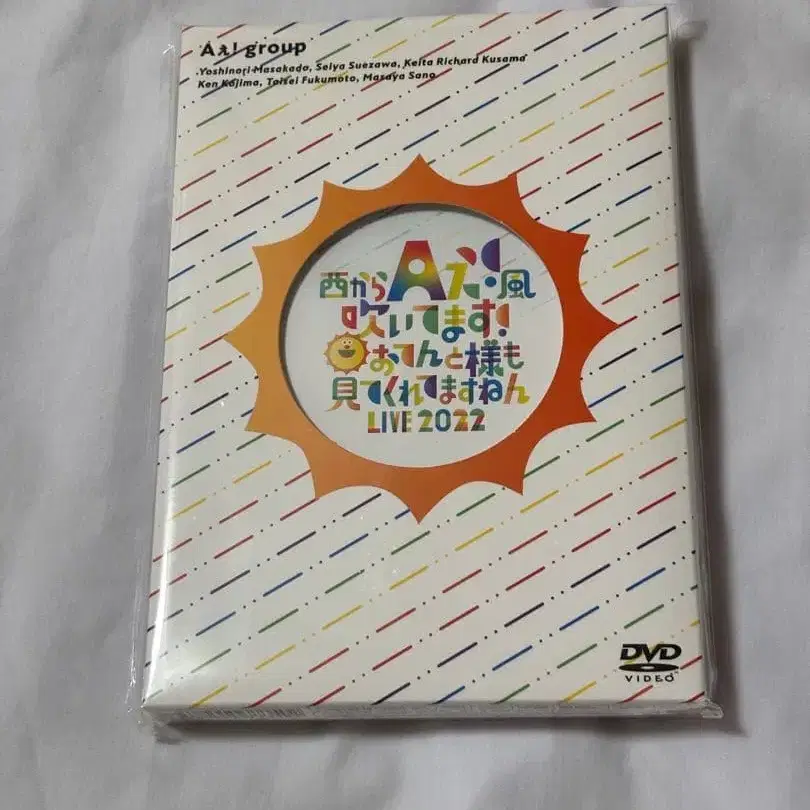 Aぇ! group
Yoshinori Masakado, Seiya Suezawa, Keita Richard Kusama
Ken Kojima, Taisei Fukumoto, Masaya Sano
西からAぇ!風
吹いてます!
おてんと様も
見てくれてますねん
LIVE 2022
DVD
VIDEO